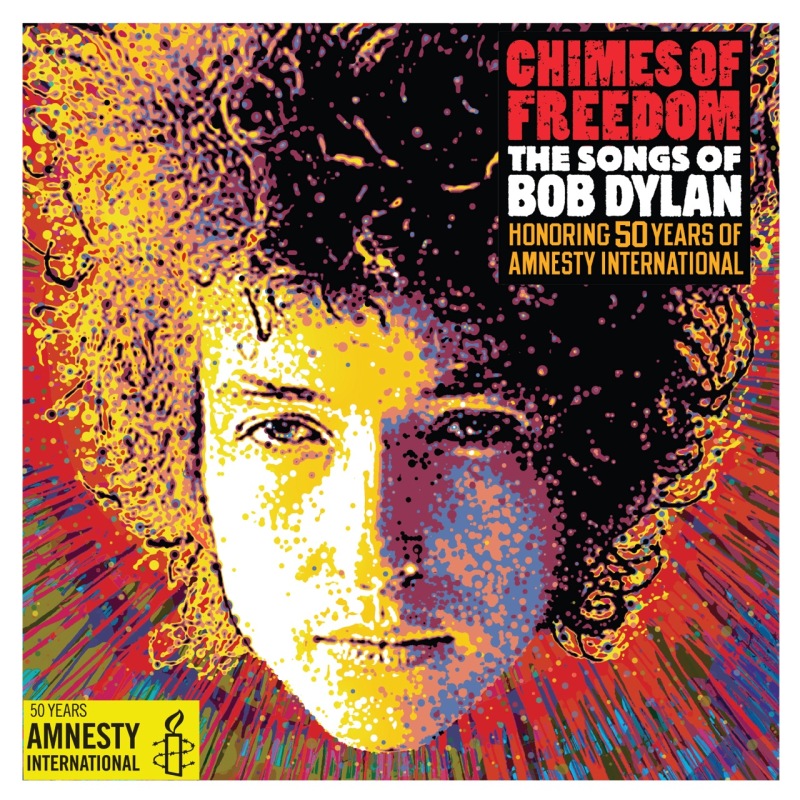 CHIMES OF
FREEDOM
THE SONGS OF
BOB DYLAN
HONORING 50 YEARS OF
AMNESTY INTERNATIONAL
50 YEARS
AMNESTY
INTERNATIONAL